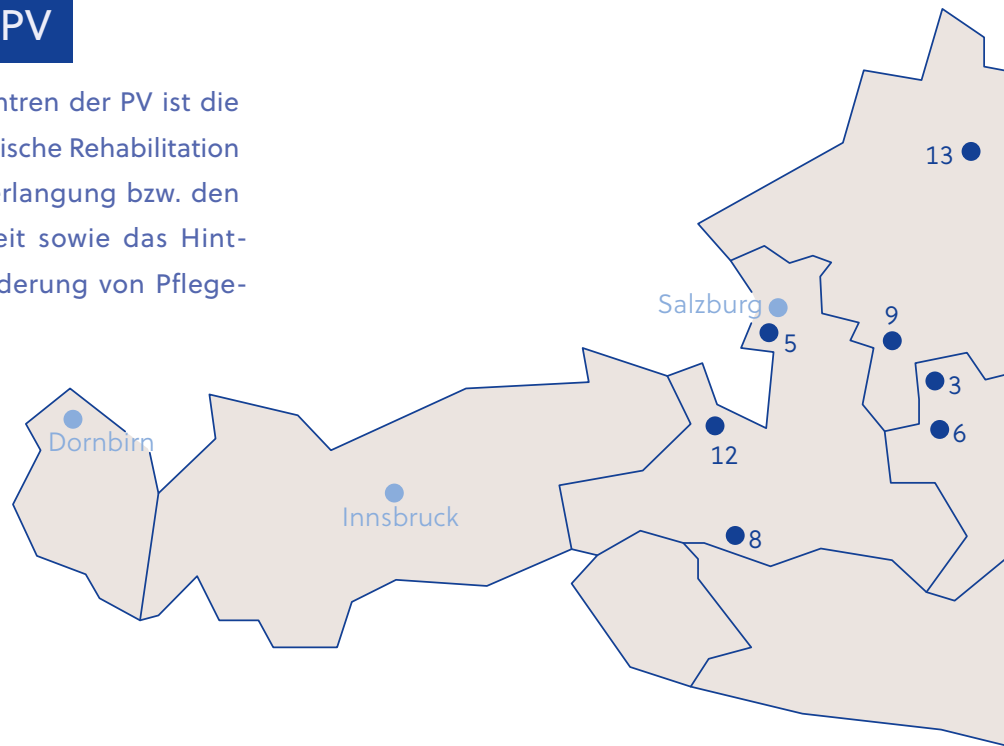 PV
ntren der PV ist die
ische Rehabilitation
erlangung bzw. den
eit sowie das Hint-
derung von Pflege-
13
Salzburg
5
9
3
6
12
Dornbirn
Innsbruck
8